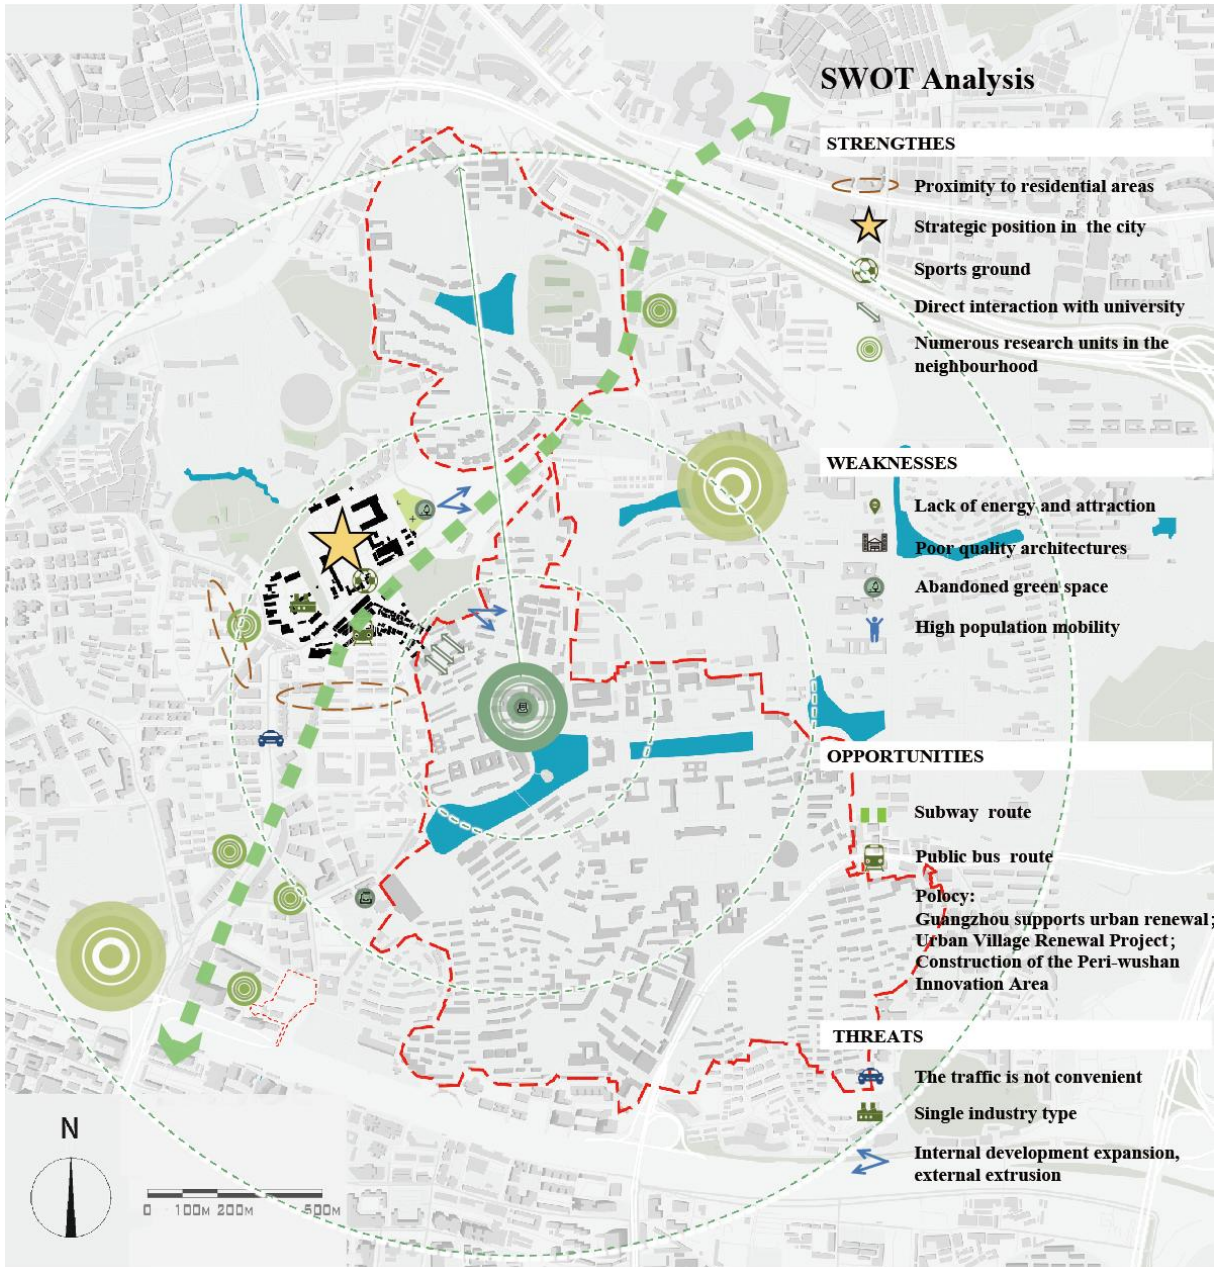 SWOT Analysis
STRENGTHES
Proximity to residential areas
Strategic position in the city
Sports ground
Direct interaction with university
Numerous research units in the
neighbourhood
WEAKNESSES
Lack of energy and attraction
Poor quality architectures
Abandoned green space
High population mobility
OPPORTUNITIES
Subway route
Public bus route
Polocy:
Guangzhou supports urban renewal;
Urban Village Renewal Project;
Construction of the Peri-wushan
Innovation Area
THREATS
The traffic is not convenient
Single industry type
Internal development expansion,
external extrusion
N
0 100M 200M 500M